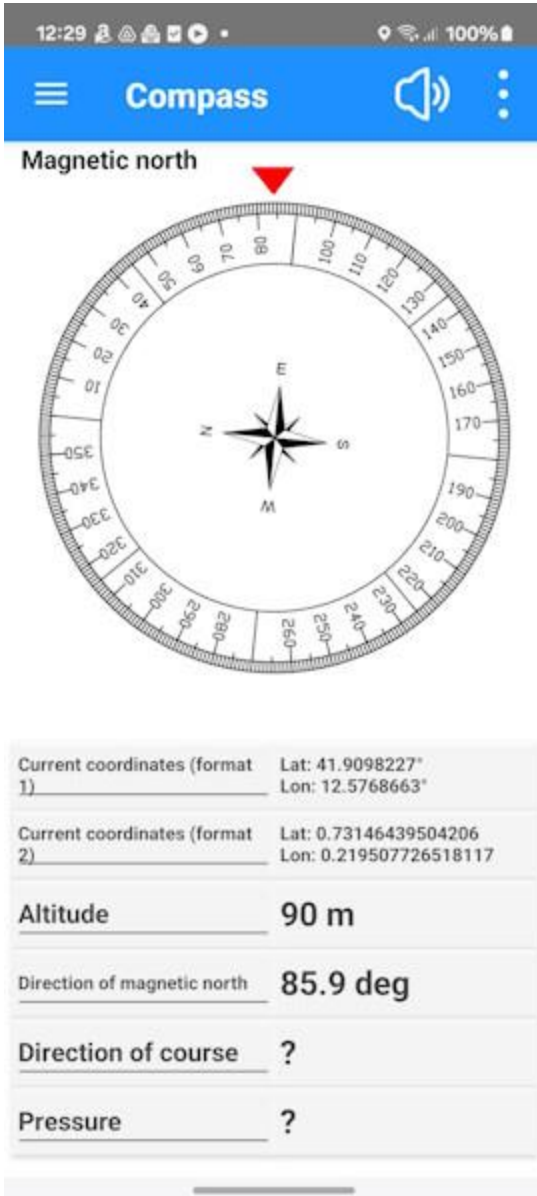 12:29 100%
Compass
Magnetic north
10 20 30 40 50 60 70 80 100 110 120 130 140 150 160 170 190 200 210 220 230 240 250 260 280 290 300 310 320 330 340 350
E
N S
W
Current coordinates (format Lat: 41.9098227°
1) Lon: 12.5768663°
Current coordinates (format Lat: 0.73146439504206
2) Lon: 0.219507726518117
Altitude 90 m
Direction of magnetic north 85.9 deg
Direction of course ?
Pressure ?